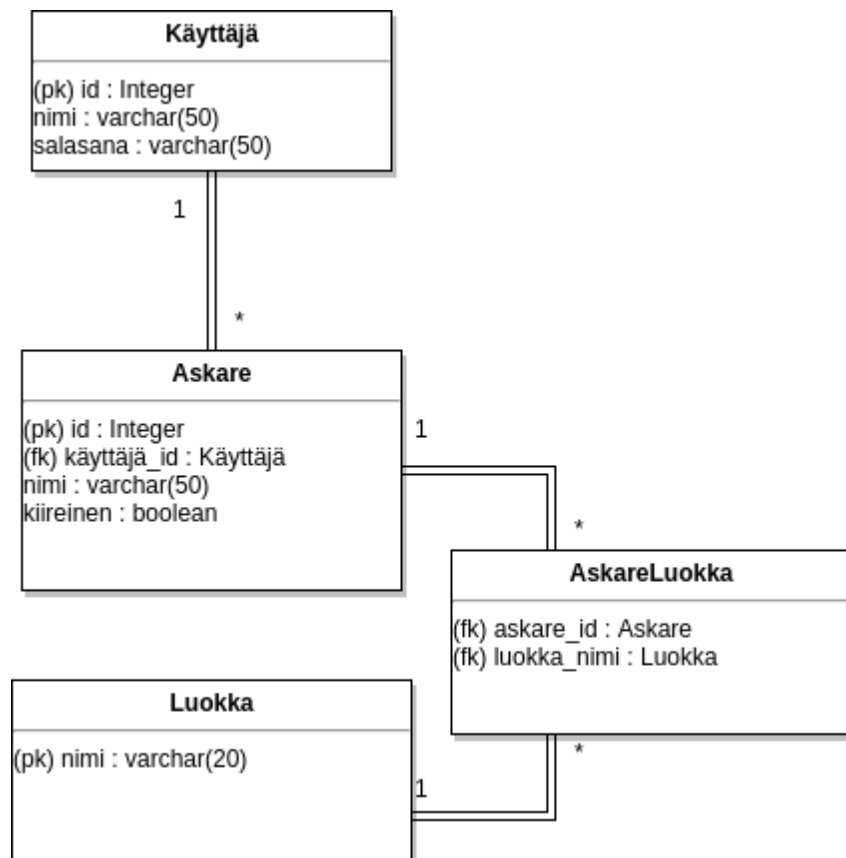 Käyttäjä
(pk) id : Integer
nimi : varchar(50)
salasana : varchar(50)
1
*
Askare
(pk) id : Integer
(fk) käyttäjä_id : Käyttäjä
nimi : varchar(50)
kiireinen : boolean
1
*
AskareLuokka
(fk) askare_id : Askare
(fk) luokka_nimi : Luokka
*
1
Luokka
(pk) nimi : varchar(20)